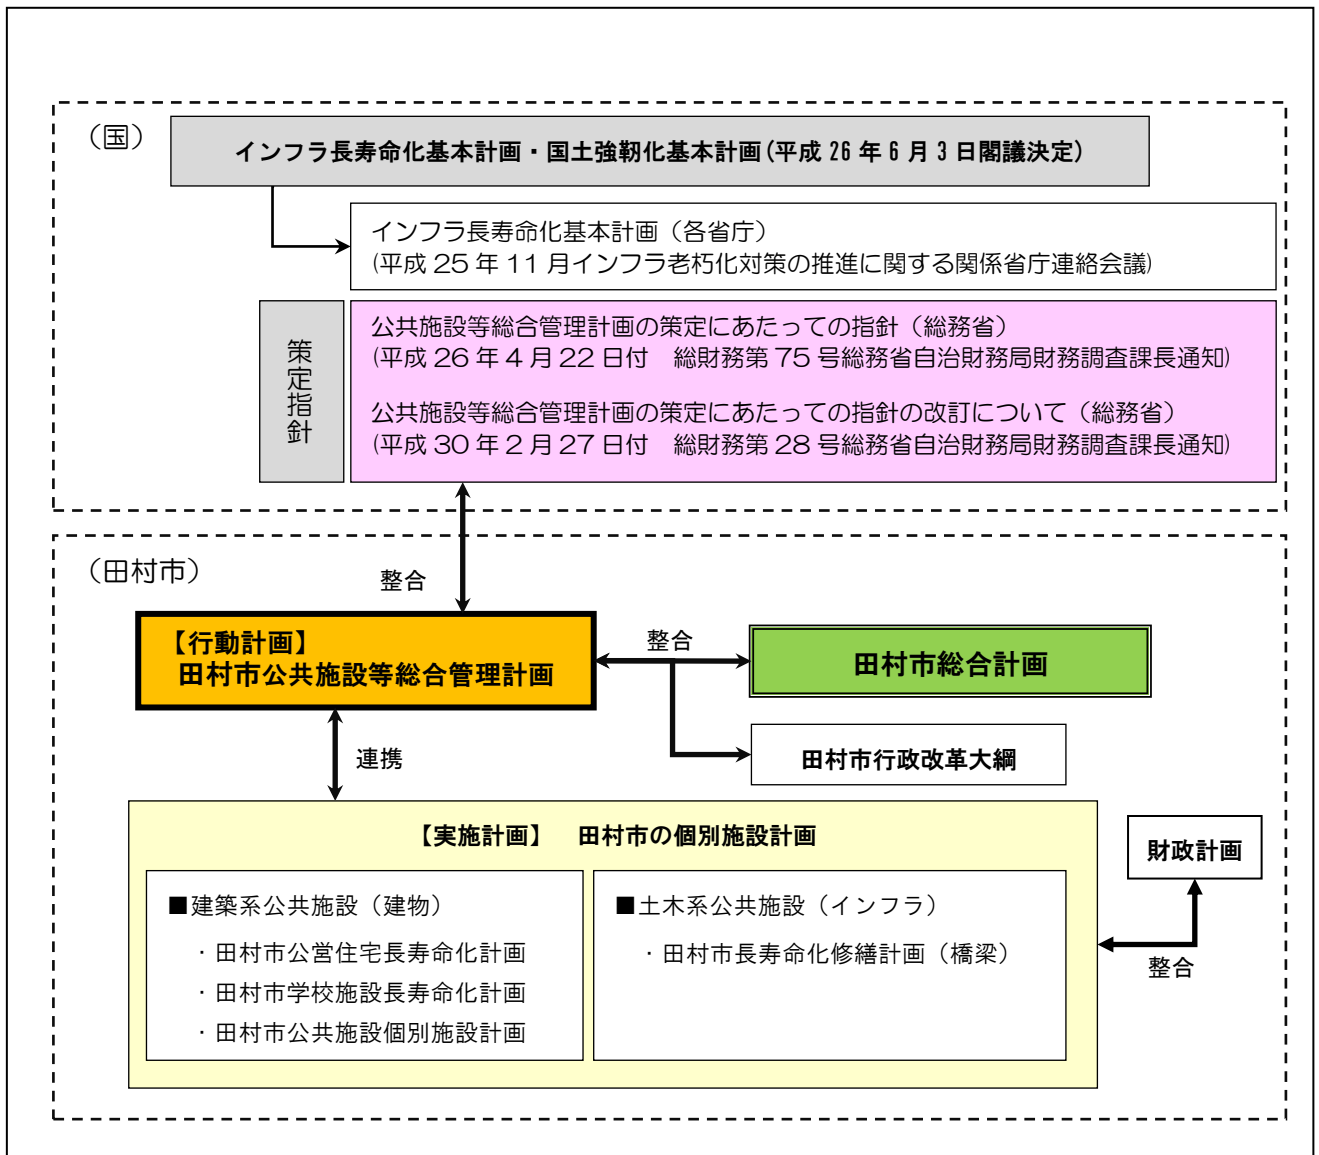 （国）
インフラ長寿命化基本計画・国土強靭化基本計画(平成 26 年 6 月 3 日閣議決定)
インフラ長寿命化基本計画（各省庁）
(平成 25 年 11 月インフラ老朽化対策の推進に関する関係省庁連絡会議)
策定指針
公共施設等総合管理計画の策定にあたっての指針（総務省）
(平成 26 年 4 月 22 日付　総財務第 75 号総務省自治財務局財務調査課長通知)
公共施設等総合管理計画の策定にあたっての指針の改訂について（総務省）
(平成 30 年 2 月 27 日付　総財務第 28 号総務省自治財務局財務調査課長通知)
（田村市）
整合
【行動計画】
田村市公共施設等総合管理計画
整合
田村市総合計画
田村市行政改革大綱
連携
【実施計画】　田村市の個別施設計画
■建築系公共施設（建物）
・田村市公営住宅長寿命化計画
・田村市学校施設長寿命化計画
・田村市公共施設個別施設計画
■土木系公共施設（インフラ）
・田村市長寿命化修繕計画（橋梁）
財政計画
整合